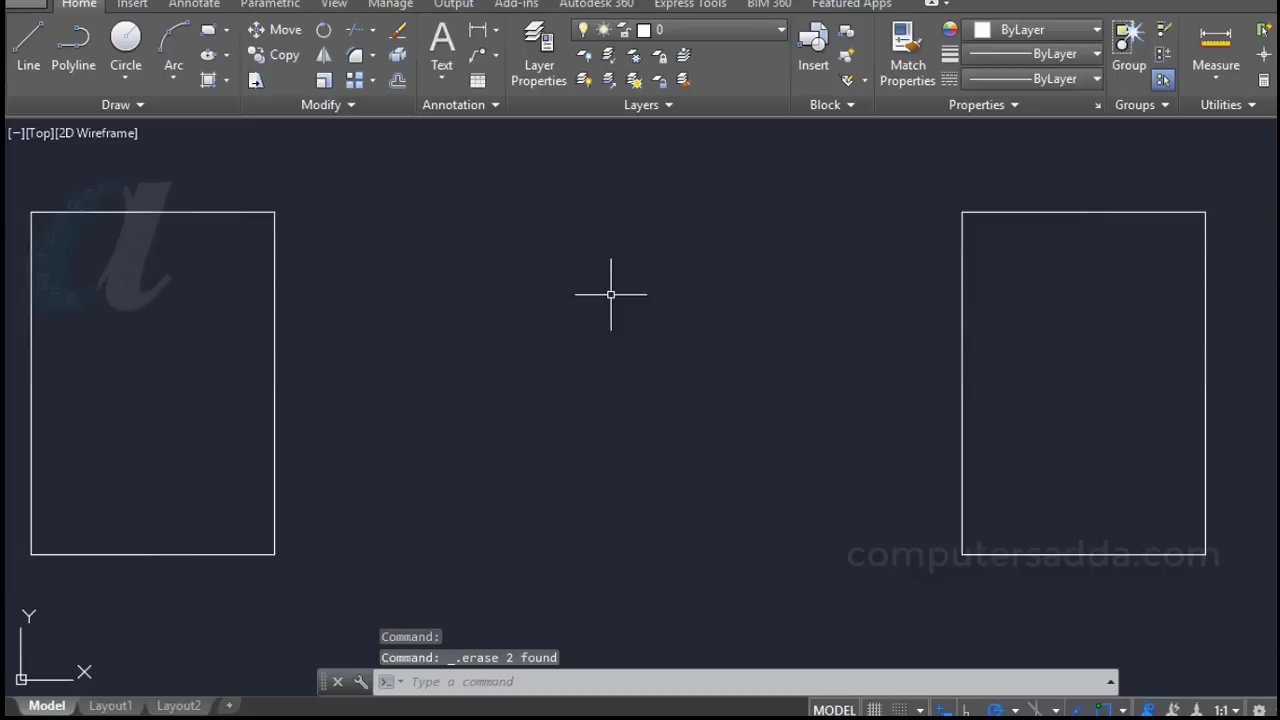 Home Insert Annotate Parametric View Manage Output Add-ins Autodesk 360 Express Tools BIM 360 Featured Apps
Move
Copy
0
ByLayer
ByLayer
ByLayer
Line Polyline Circle Arc Text Layer Properties Insert Match Properties Group Measure
Draw Modify Annotation Layers Block Properties Groups Utilities
[−][Top][2D Wireframe]
a
computersadda.com
Y
X
Command:
Command: _.erase 2 found
Type a command
Model Layout1 Layout2 + MODEL 1:1